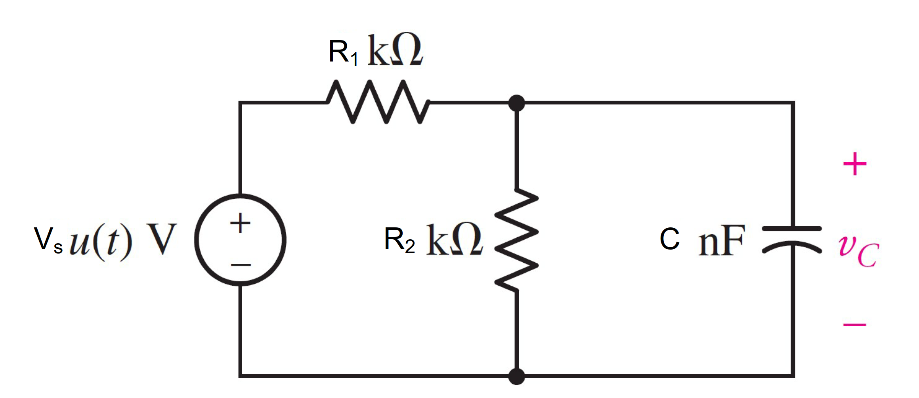 R₁ kΩ
Vₛ u(t) V
+
−
R₂ kΩ
C nF
+
v_C
−